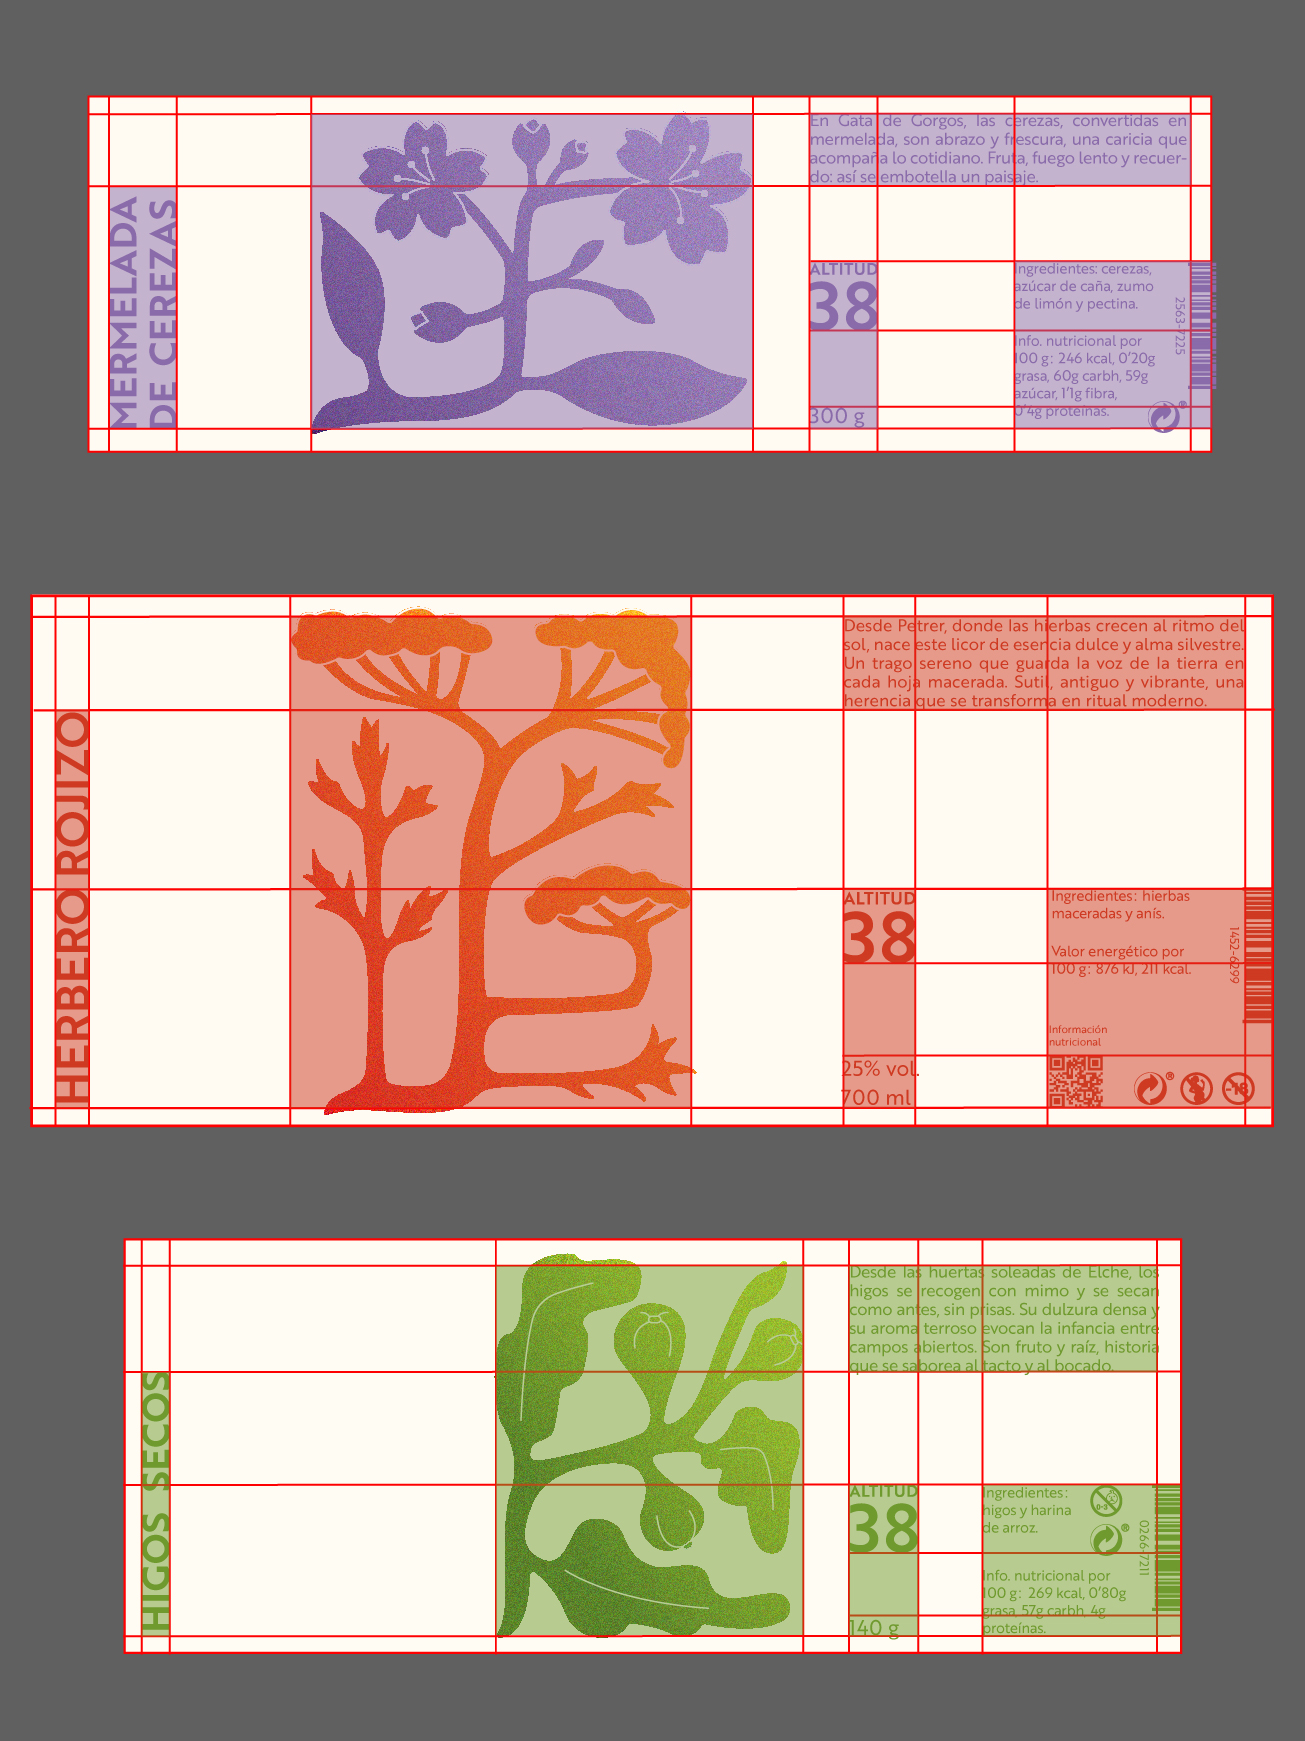 MERMELADA
DE CEREZAS
En Gata de Gorgos, las cerezas, convertidas en
mermelada, son abrazo y frescura, una caricia que
acompaña lo cotidiano. Fruta, fuego lento y recuer-
do: así se embotella un paisaje.
ALTITUD
38
300 g
Ingredientes: cerezas,
azúcar de caña, zumo
de limón y pectina.
Info. nutricional por
100 g: 246 kcal, 0'20g
grasa, 60g carbh, 59g
azúcar, 1'1g fibra,
0'4g proteínas.
®
2563-7225
HERBERO ROJIZO
Desde Petrer, donde las hierbas crecen al ritmo del
sol, nace este licor de esencia dulce y alma silvestre.
Un trago sereno que guarda la voz de la tierra en
cada hoja macerada. Sutil, antiguo y vibrante, una
herencia que se transforma en ritual moderno.
ALTITUD
38
25% vol.
700 ml
Ingredientes: hierbas
maceradas y anís.
Valor energético por
100 g: 876 kJ, 211 kcal.
Información
nutricional
®
-18
1452-6299
HIGOS SECOS
Desde las huertas soleadas de Elche, los
higos se recogen con mimo y se secan
como antes, sin prisas. Su dulzura densa y
su aroma terroso evocan la infancia entre
campos abiertos. Son fruto y raíz, historia
que se saborea al tacto y al bocado.
ALTITUD
38
140 g
Ingredientes:
higos y harina
de arroz.
0-3
®
Info. nutricional por
100 g: 269 kcal, 0'80g
grasa, 57g carbh, 4g
proteínas.
0266-7211